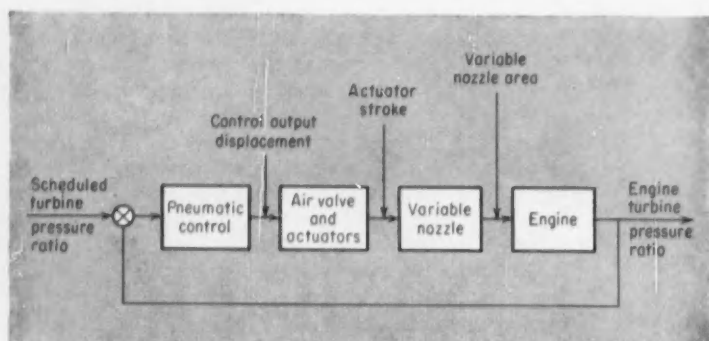 Variable
nozzle area
Actuator
stroke
Control output
displacement
Scheduled
turbine
pressure
ratio
Pneumatic
control
Air valve
and
actuators
Variable
nozzle
Engine
Engine
turbine
pressure
ratio